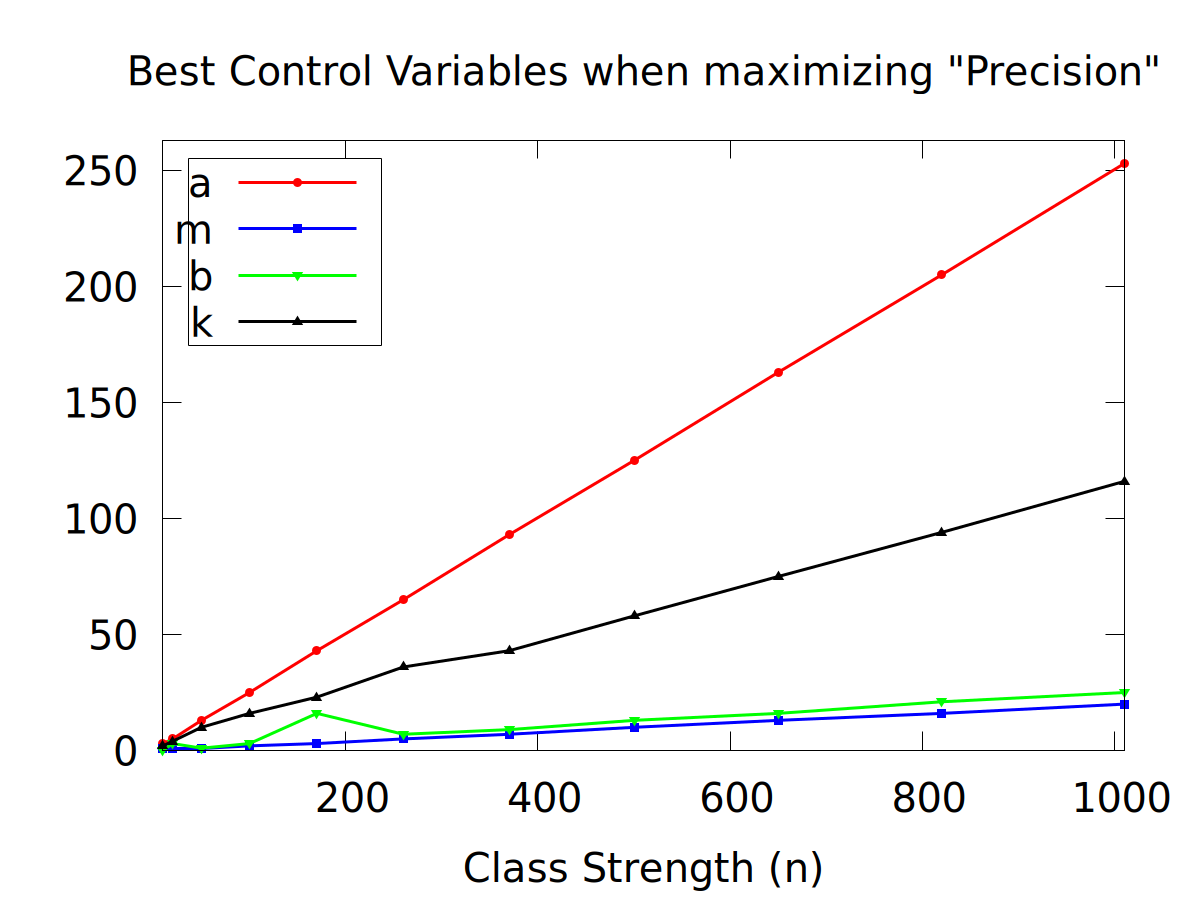 Best Control Variables when maximizing "Precision"
250
200
150
100
50
0
a
m
b
k
200 400 600 800 1000
Class Strength (n)